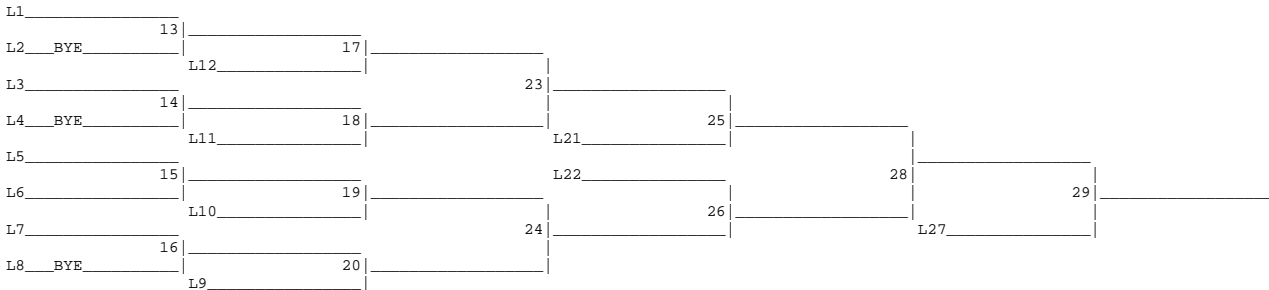 L1
13
L2 BYE 17
L12
L3 23
14
L4 BYE 18 25
L11 L21
L5
15 L22 28
L6 19 29
L10 26
L7 24 L27
16
L8 BYE 20
L9